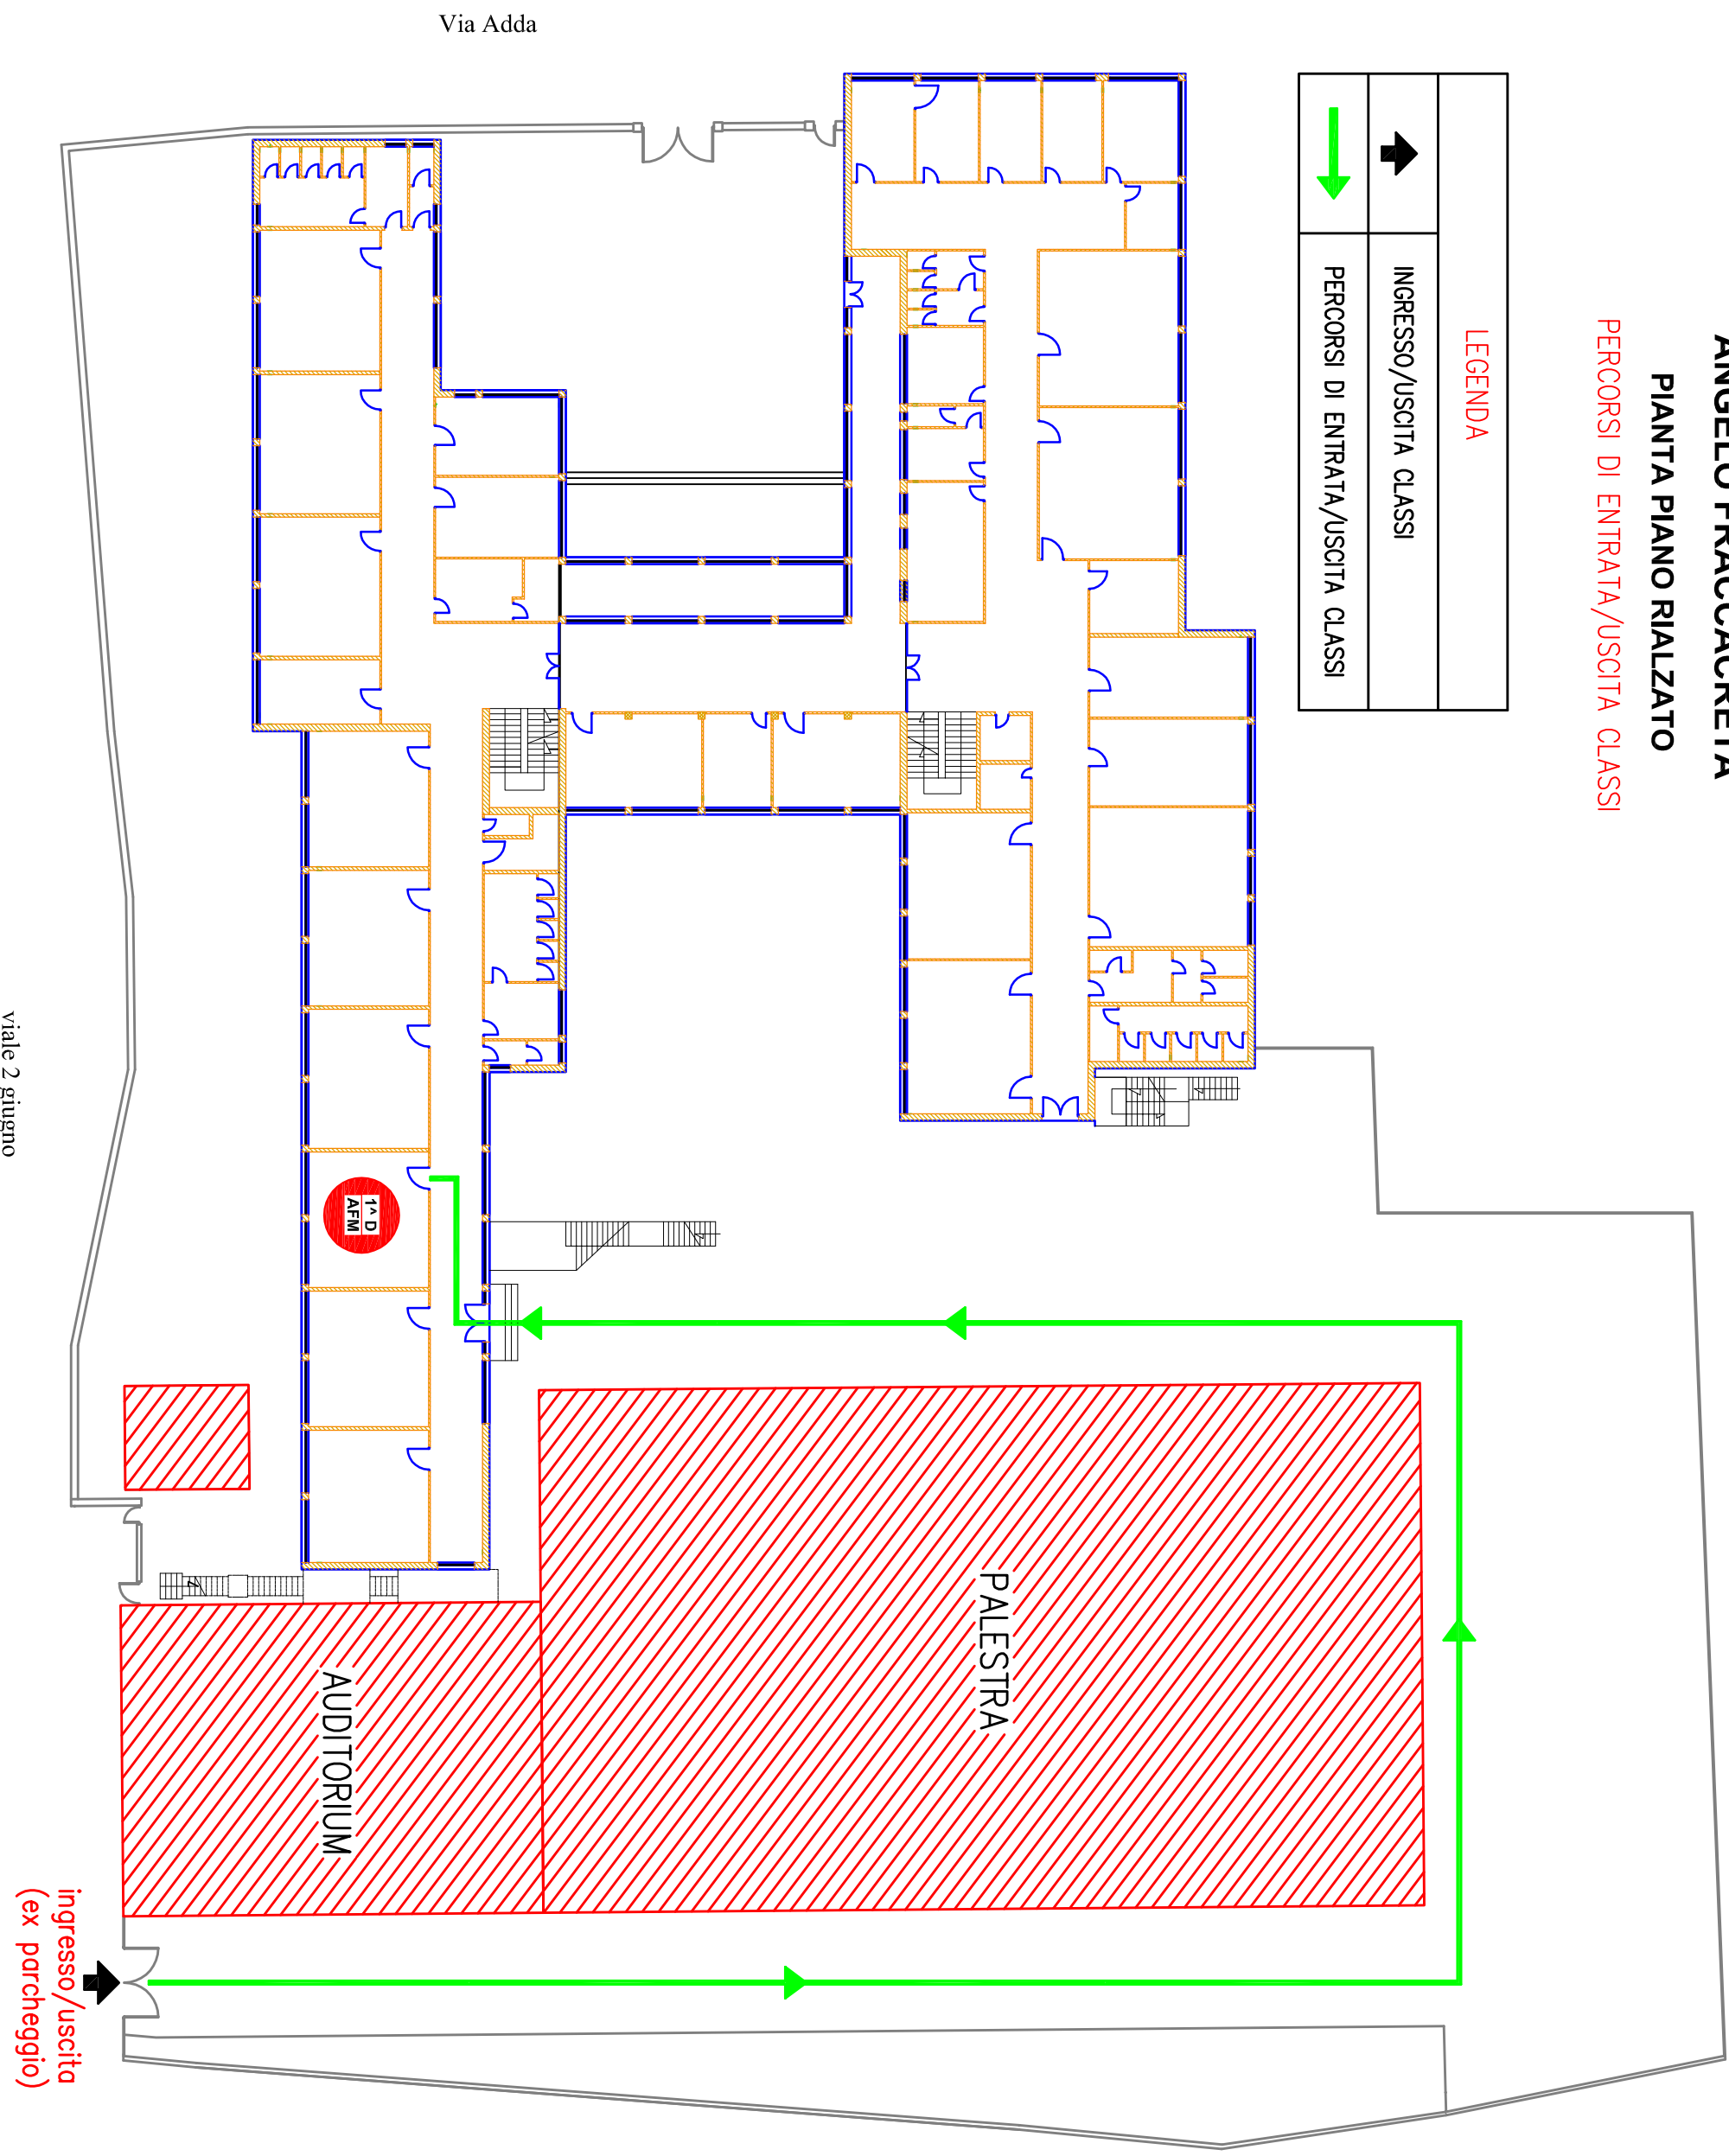 Via Adda
ANGELO FRACCACRETA
PIANTA PIANO RIALZATO
PERCORSI DI ENTRATA/USCITA CLASSI
LEGENDA
INGRESSO/USCITA CLASSI
PERCORSI DI ENTRATA/USCITA CLASSI
1^ D
AFM
PALESTRA
AUDITORIUM
viale 2 giugno
ingresso/uscita
(ex parcheggio)